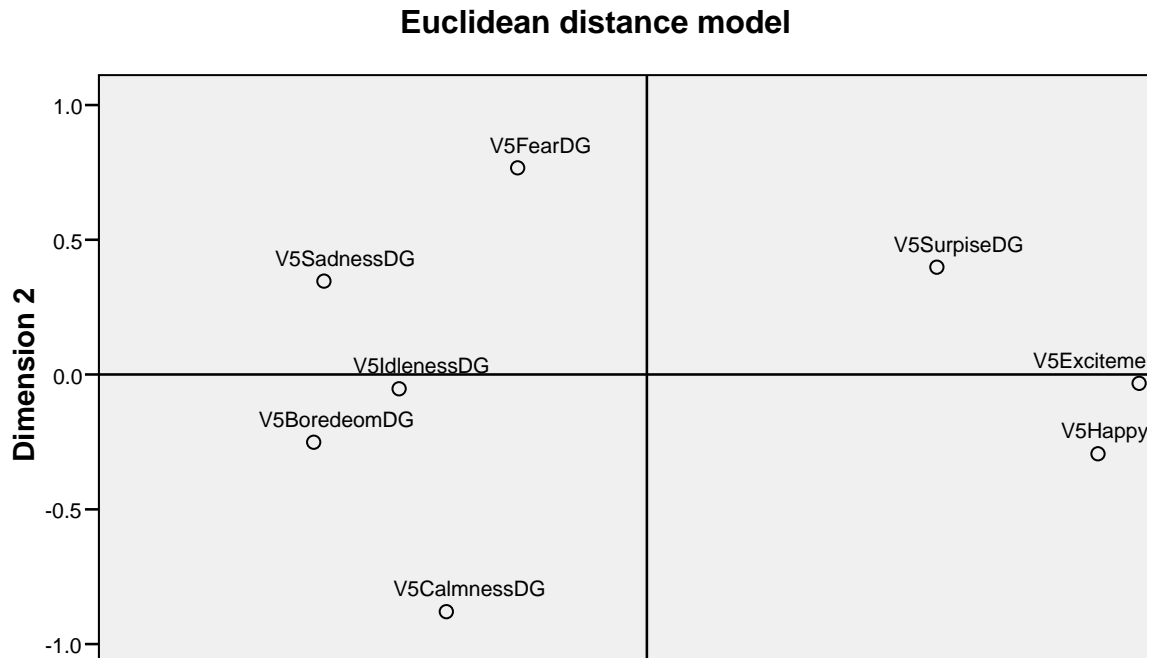 Euclidean distance model
1.0
V5FearDG
0.5
V5SurpiseDG
V5SadnessDG
Dimension 2
0.0
V5IdlenessDG
V5Exciteme
V5BoredeomDG
V5Happy
-0.5
V5CalmnessDG
-1.0